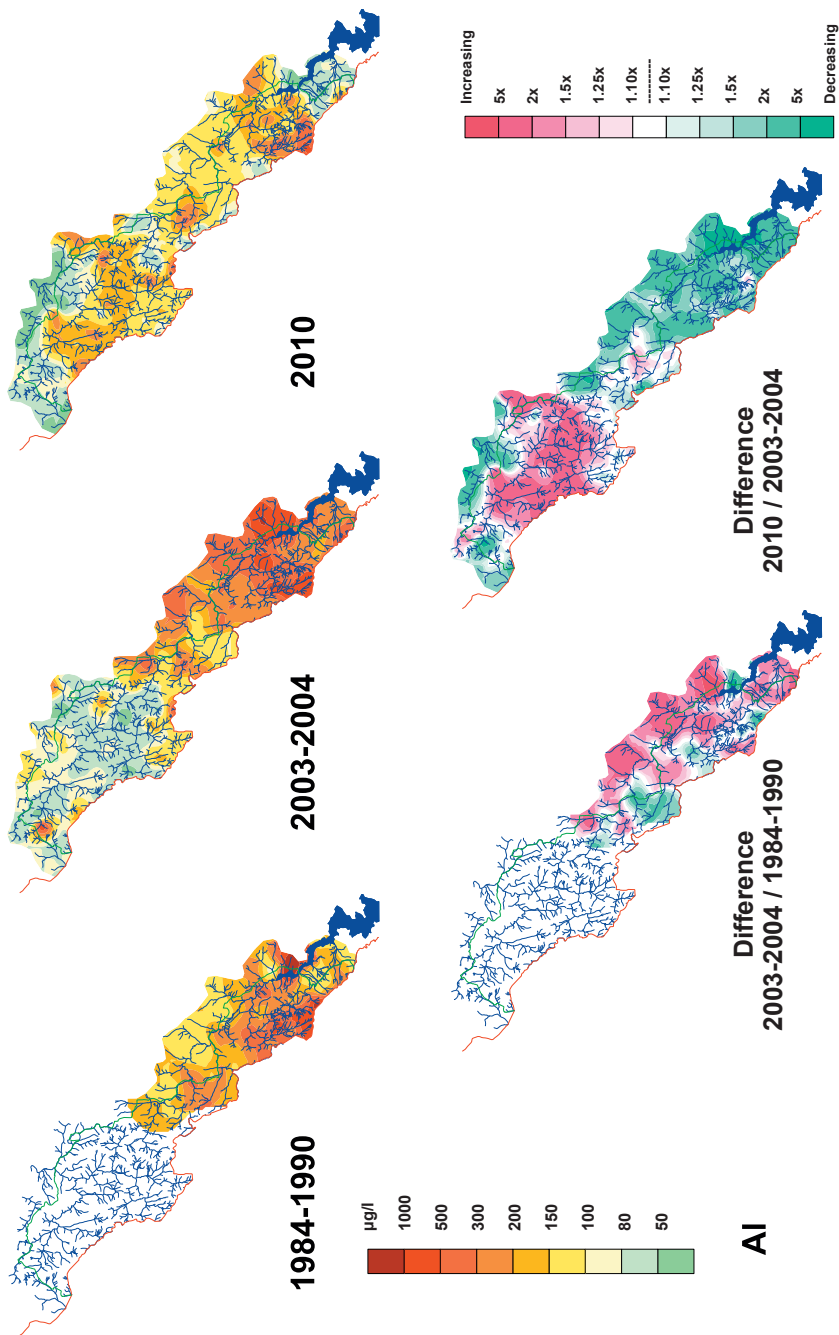 1984-1990
2003-2004
2010
µg/l
1000
500
300
200
150
100
80
50
Al
Difference
2003-2004 / 1984-1990
Difference
2010 / 2003-2004
Increasing
5x
2x
1.5x
1.25x
1.10x
1.10x
1.25x
1.5x
2x
5x
Decreasing